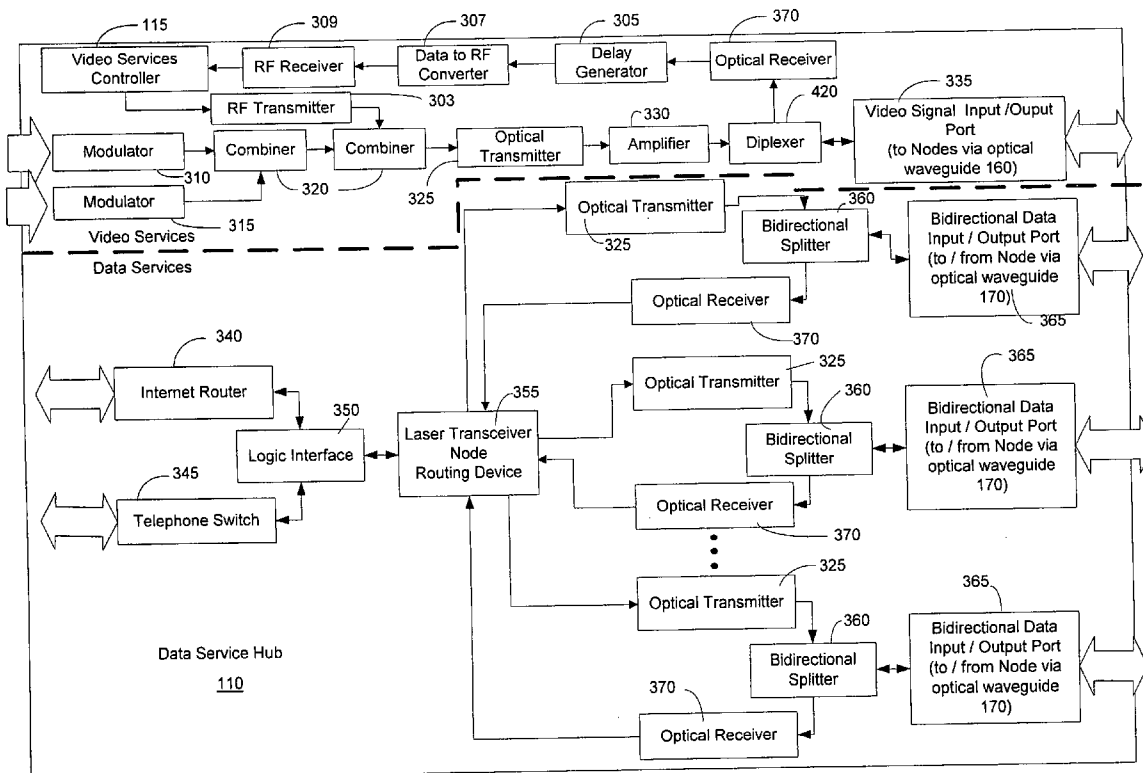 115
309
307
305
370
Video Services
Controller
RF Receiver
Data to RF
Converter
Delay
Generator
Optical Receiver
RF Transmitter
303
420
335
330
Modulator
310
Combiner
320
Combiner
Optical
Transmitter
325
Amplifier
Diplexer
Video Signal Input /Ouput
Port
(to Nodes via optical
waveguide 160)
Modulator
315
Video Services
Data Services
Optical Transmitter
325
360
Bidirectional
Splitter
Bidirectional Data
Input / Output Port
(to / from Node via
optical waveguide
170)
365
Optical Receiver
370
340
Internet Router
350
Logic Interface
345
Telephone Switch
355
Laser Transceiver
Node
Routing Device
325
Optical Transmitter
360
Bidirectional
Splitter
365
Bidirectional Data
Input / Output Port
(to / from Node via
optical waveguide
170)
Optical Receiver
370
325
Optical Transmitter
360
Bidirectional
Splitter
365
Bidirectional Data
Input / Output Port
(to / from Node via
optical waveguide
170)
370
Optical Receiver
Data Service Hub
110